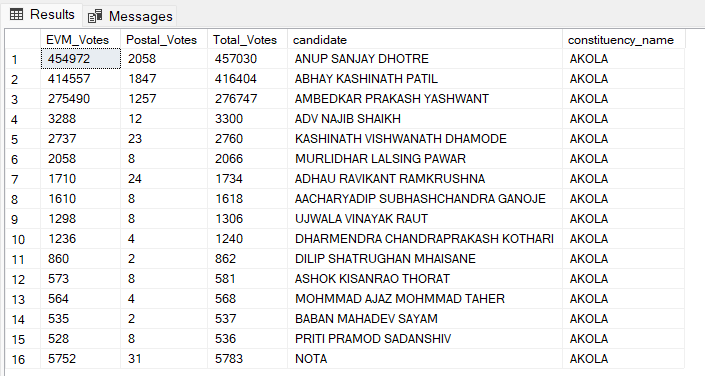 Results Messages
EVM_Votes Postal_Votes Total_Votes candidate constituency_name
1 454972 2058 457030 ANUP SANJAY DHOTRE AKOLA
2 414557 1847 416404 ABHAY KASHINATH PATIL AKOLA
3 275490 1257 276747 AMBEDKAR PRAKASH YASHWANT AKOLA
4 3288 12 3300 ADV NAJIB SHAIKH AKOLA
5 2737 23 2760 KASHINATH VISHWANATH DHAMODE AKOLA
6 2058 8 2066 MURLIDHAR LALSING PAWAR AKOLA
7 1710 24 1734 ADHAU RAVIKANT RAMKRUSHNA AKOLA
8 1610 8 1618 AACHARYADIP SUBHASHCHANDRA GANOJE AKOLA
9 1298 8 1306 UJWALA VINAYAK RAUT AKOLA
10 1236 4 1240 DHARMENDRA CHANDRAPRAKASH KOTHARI AKOLA
11 860 2 862 DILIP SHATRUGHAN MHAISANE AKOLA
12 573 8 581 ASHOK KISANRAO THORAT AKOLA
13 564 4 568 MOHMMAD AJAZ MOHMMAD TAHER AKOLA
14 535 2 537 BABAN MAHADEV SAYAM AKOLA
15 528 8 536 PRITI PRAMOD SADANSHIV AKOLA
16 5752 31 5783 NOTA AKOLA